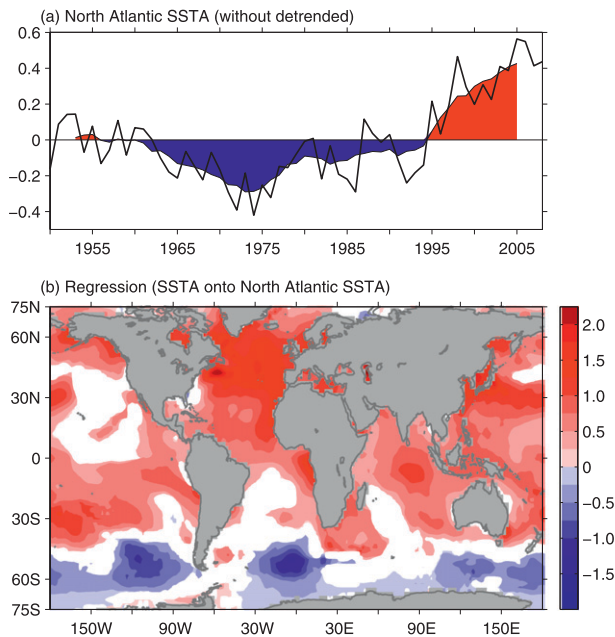 (a) North Atlantic SSTA (without detrended)
0.6
0.4
0.2
0
−0.2
−0.4
1955 1965 1975 1985 1995 2005
(b) Regression (SSTA onto North Atlantic SSTA)
75N
60N
30N
0
30S
60S
75S
150W 90W 30W 30E 90E 150E
2.0
1.5
1.0
0.5
0
−0.5
−1.0
−1.5